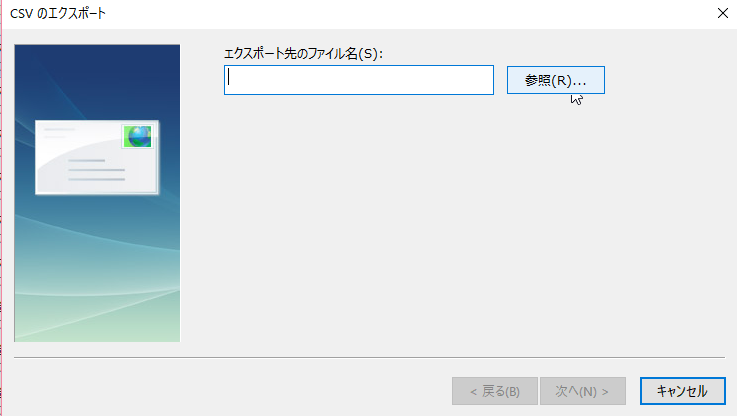 CSV のエクスポート
エクスポート先のファイル名(S):
参照(R)...
< 戻る(B)
次へ(N) >
キャンセル